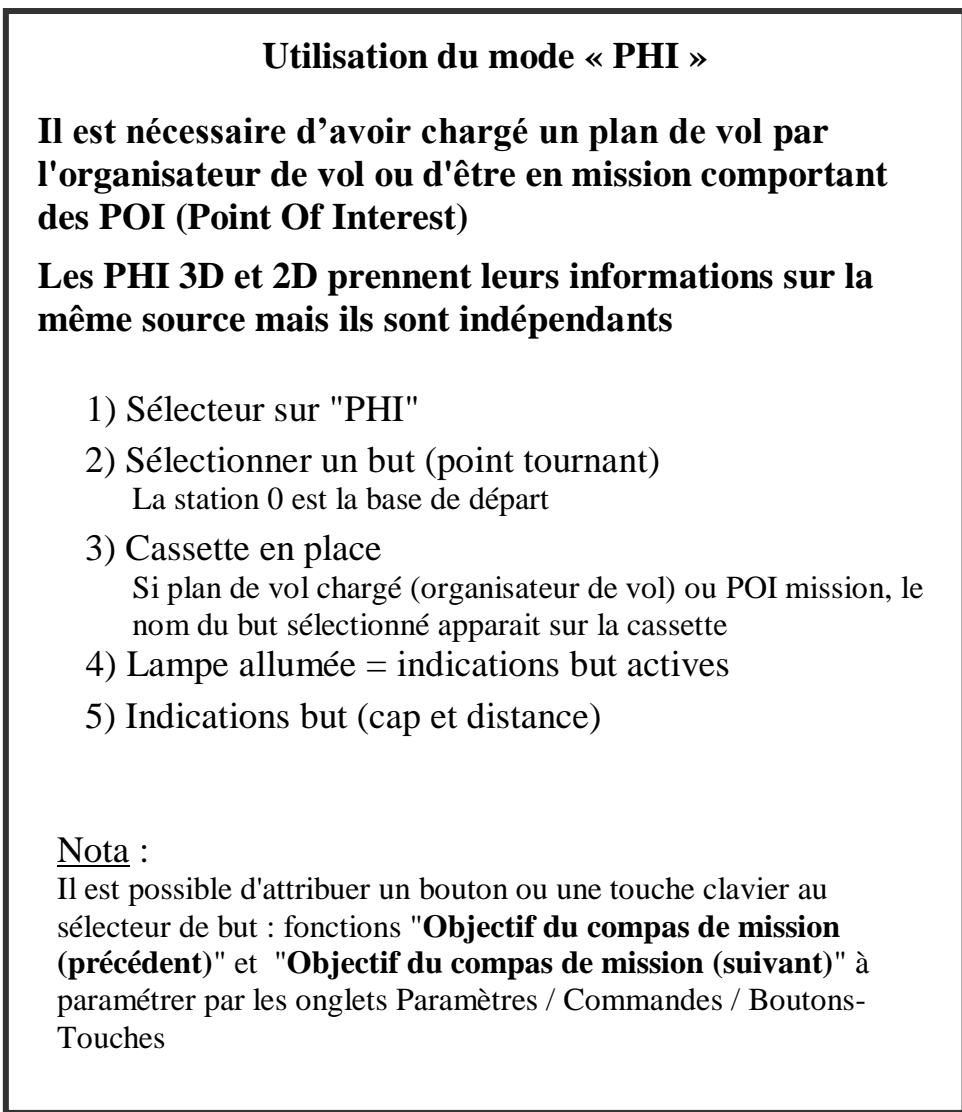 Utilisation du mode « PHI »
Il est nécessaire d’avoir chargé un plan de vol par
l'organisateur de vol ou d'être en mission comportant
des POI (Point Of Interest)
Les PHI 3D et 2D prennent leurs informations sur la
même source mais ils sont indépendants
1) Sélecteur sur "PHI"
2) Sélectionner un but (point tournant)
La station 0 est la base de départ
3) Cassette en place
Si plan de vol chargé (organisateur de vol) ou POI mission, le
nom du but sélectionné apparait sur la cassette
4) Lampe allumée = indications but actives
5) Indications but (cap et distance)
Nota :
Il est possible d'attribuer un bouton ou une touche clavier au
sélecteur de but : fonctions "Objectif du compas de mission
(précédent)" et "Objectif du compas de mission (suivant)" à
paramétrer par les onglets Paramètres / Commandes / Boutons-
Touches